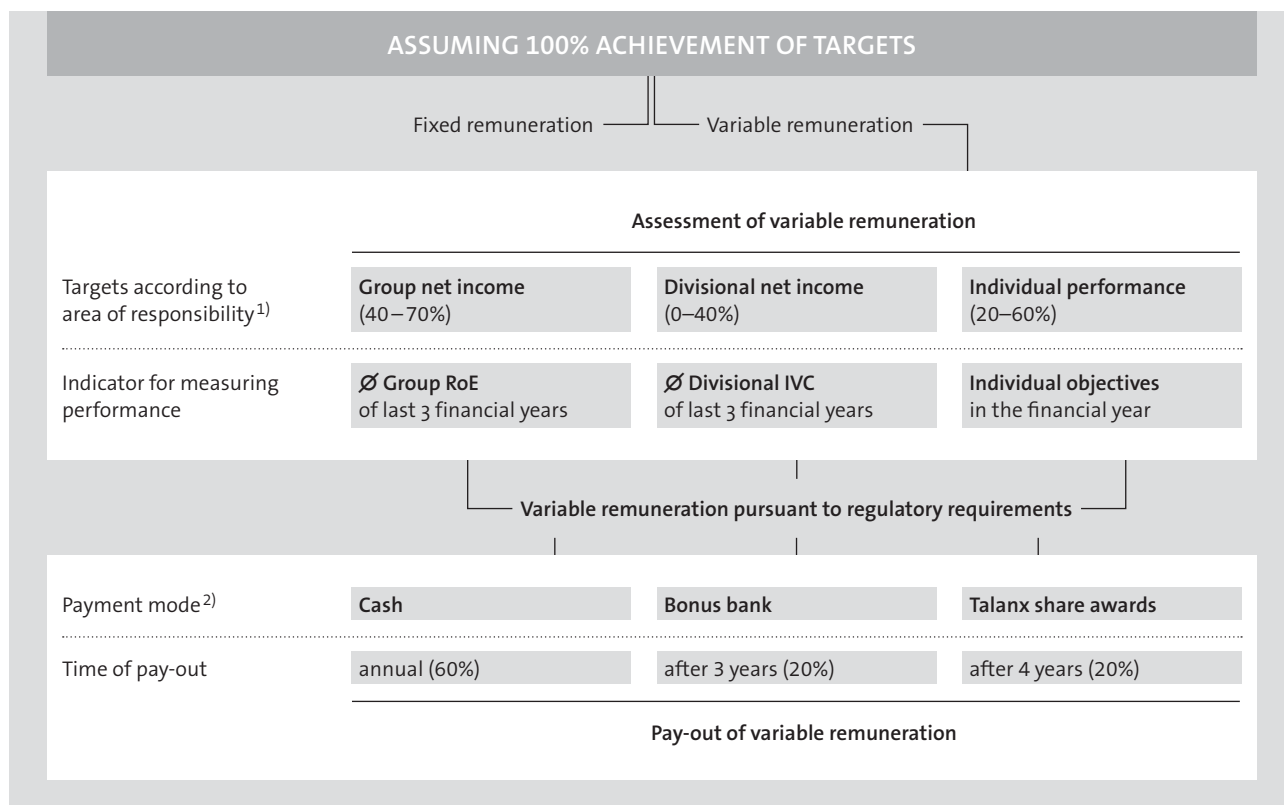 ASSUMING 100% ACHIEVEMENT OF TARGETS
Fixed remuneration
Variable remuneration
Assessment of variable remuneration
Targets according to
area of responsibility1)
Group net income
(40–70%)
Divisional net income
(0–40%)
Individual performance
(20–60%)
Indicator for measuring
performance
Ø Group RoE
of last 3 financial years
Ø Divisional IVC
of last 3 financial years
Individual objectives
in the financial year
Variable remuneration pursuant to regulatory requirements
Payment mode2)
Cash
Bonus bank
Talanx share awards
Time of pay-out
annual (60%)
after 3 years (20%)
after 4 years (20%)
Pay-out of variable remuneration